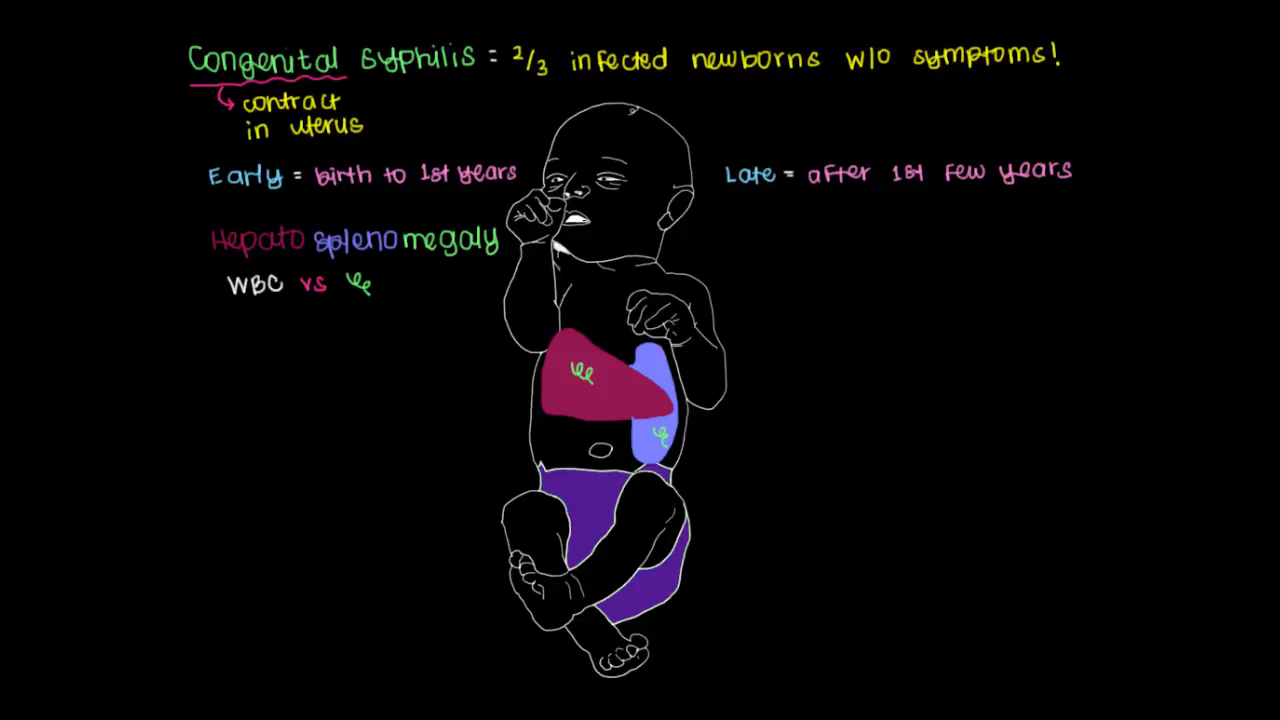 Congenital syphilis = 2/3 infected newborns w/o symptoms!
contract
in uterus
Early = birth to 1st years
Late = after 1st few years
Hepatosplenomegaly
WBC vs